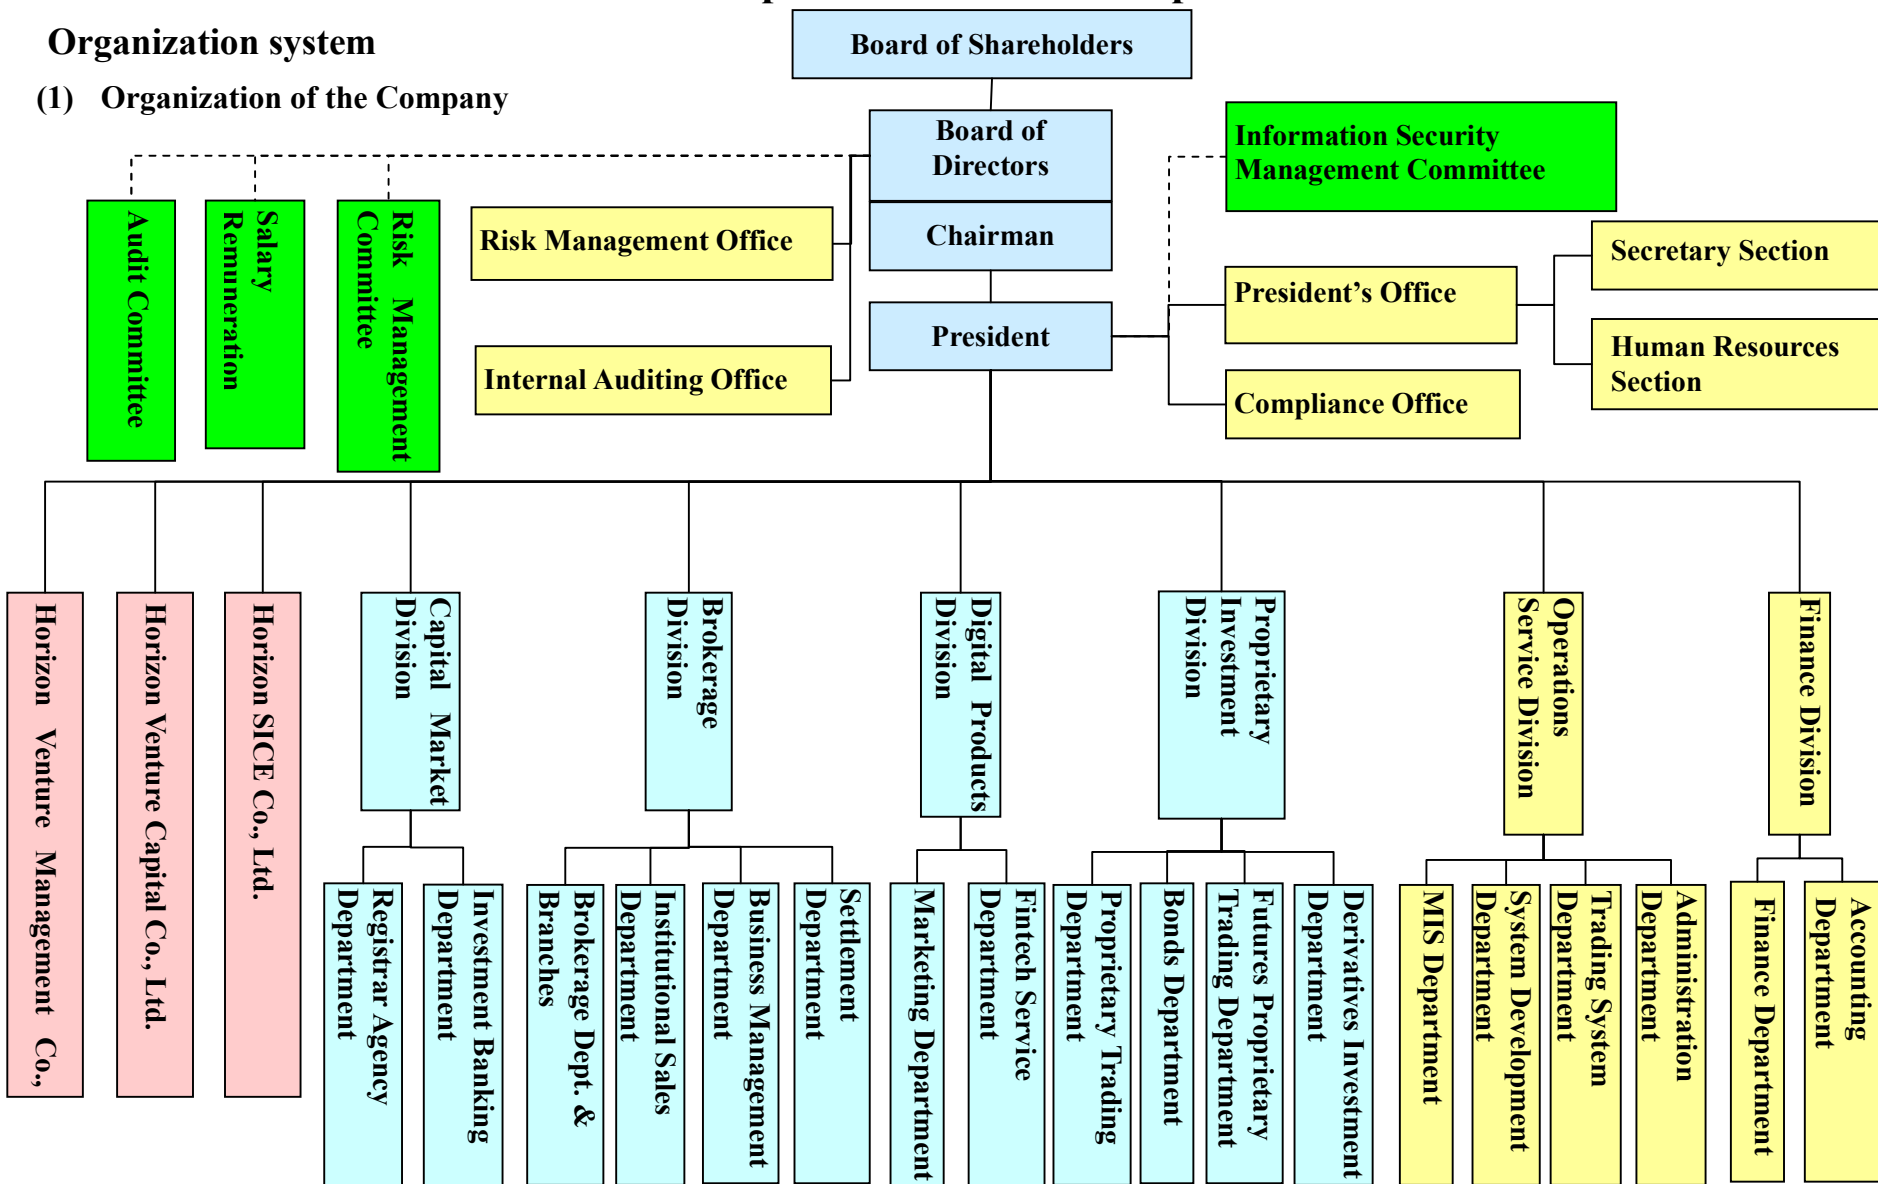 Organization system
(1) Organization of the Company
Board of Shareholders
Board of
Directors
Chairman
President
Information Security
Management Committee
Audit Committee
Salary
Remuneration
Risk Management
Committee
Risk Management Office
Internal Auditing Office
President’s Office
Compliance Office
Secretary Section
Human Resources
Section
Horizon Venture Management Co.,
Horizon Venture Capital Co., Ltd.
Horizon SICE Co., Ltd.
Capital Market
Division
Brokerage
Division
Digital Products
Division
Proprietary
Investment
Division
Operations
Service Division
Finance Division
Registrar Agency
Department
Investment Banking
Department
Brokerage Dept. &
Branches
Institutional Sales
Department
Business Management
Department
Settlement
Department
Marketing Department
Fintech Service
Department
Proprietary Trading
Department
Bonds Department
Futures Proprietary
Trading Department
Derivatives Investment
Department
MIS Department
System Development
Department
Trading System
Department
Administration
Department
Finance Department
Accounting
Department